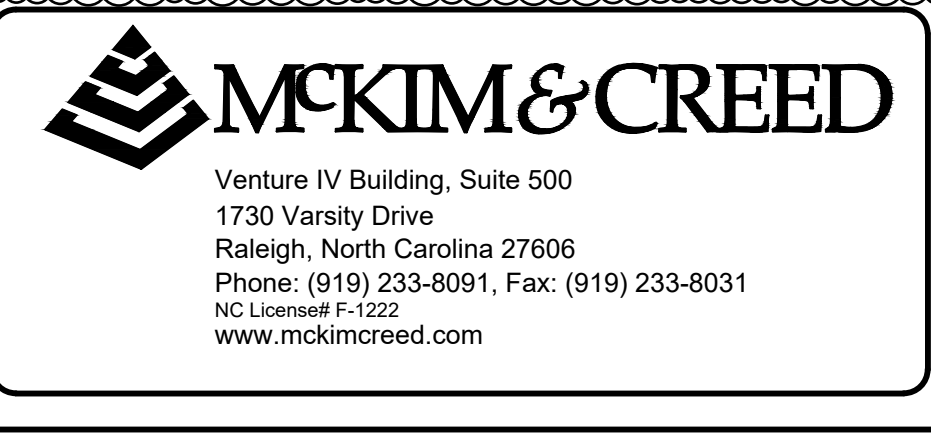 McKIM & CREED
Venture IV Building, Suite 500
1730 Varsity Drive
Raleigh, North Carolina 27606
Phone: (919) 233-8091, Fax: (919) 233-8031
NC License# F-1222
www.mckimcreed.com